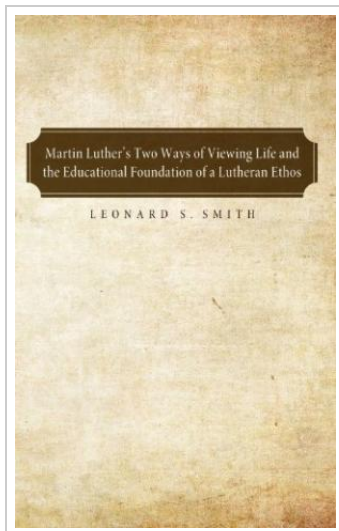 Martin Luther's Two Ways of Viewing Life and
the Educational Foundation of a Lutheran Ethos
LEONARD S. SMITH